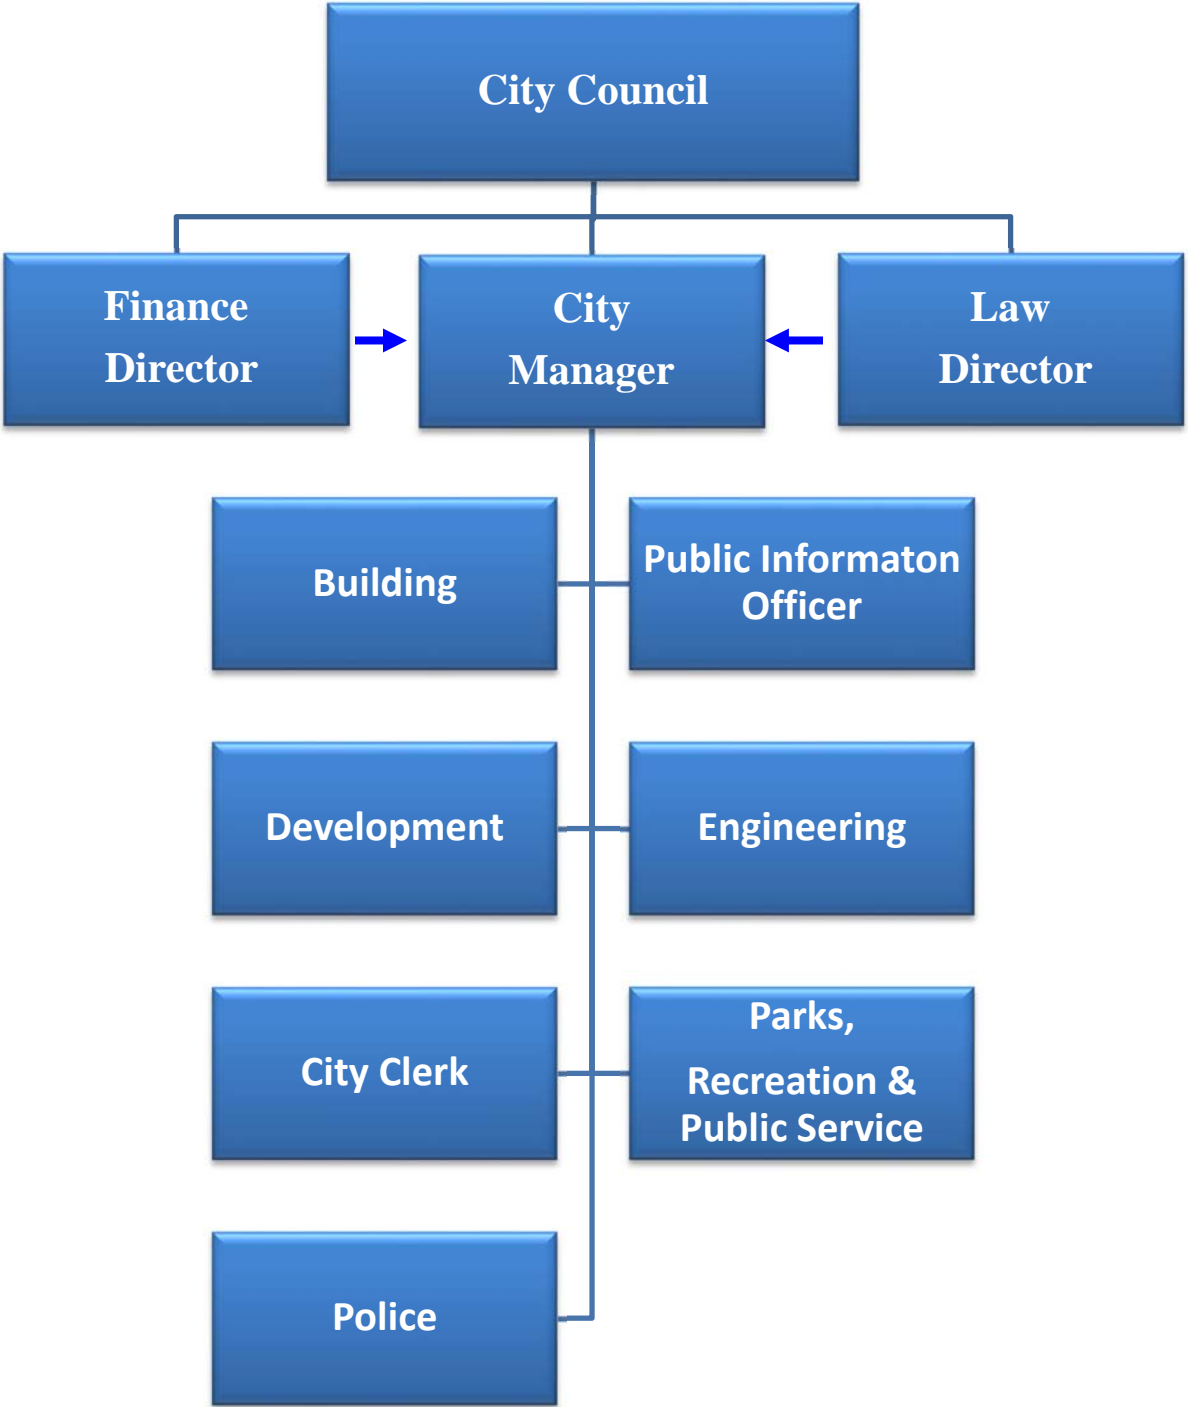 City Council
Finance
Director
City
Manager
Law
Director
Building
Public Informaton
Officer
Development
Engineering
City Clerk
Parks,
Recreation &
Public Service
Police